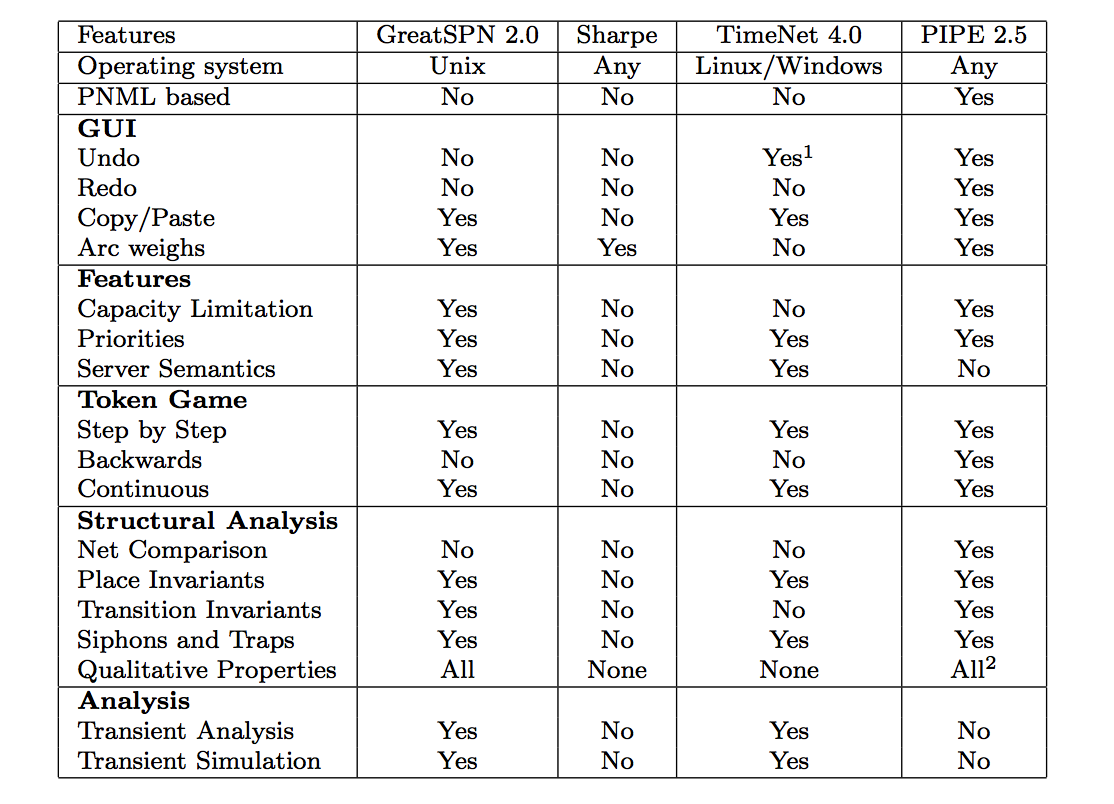 Features GreatSPN 2.0 Sharpe TimeNet 4.0 PIPE 2.5
Operating system Unix Any Linux/Windows Any
PNML based No No No Yes
GUI
Undo No No Yes¹ Yes
Redo No No No Yes
Copy/Paste Yes No Yes Yes
Arc weighs Yes Yes No Yes
Features
Capacity Limitation Yes No No Yes
Priorities Yes No Yes Yes
Server Semantics Yes No Yes No
Token Game
Step by Step Yes No Yes Yes
Backwards No No No Yes
Continuous Yes No Yes Yes
Structural Analysis
Net Comparison No No No Yes
Place Invariants Yes No Yes Yes
Transition Invariants Yes No No Yes
Siphons and Traps Yes No Yes Yes
Qualitative Properties All None None All²
Analysis
Transient Analysis Yes No Yes No
Transient Simulation Yes No Yes No